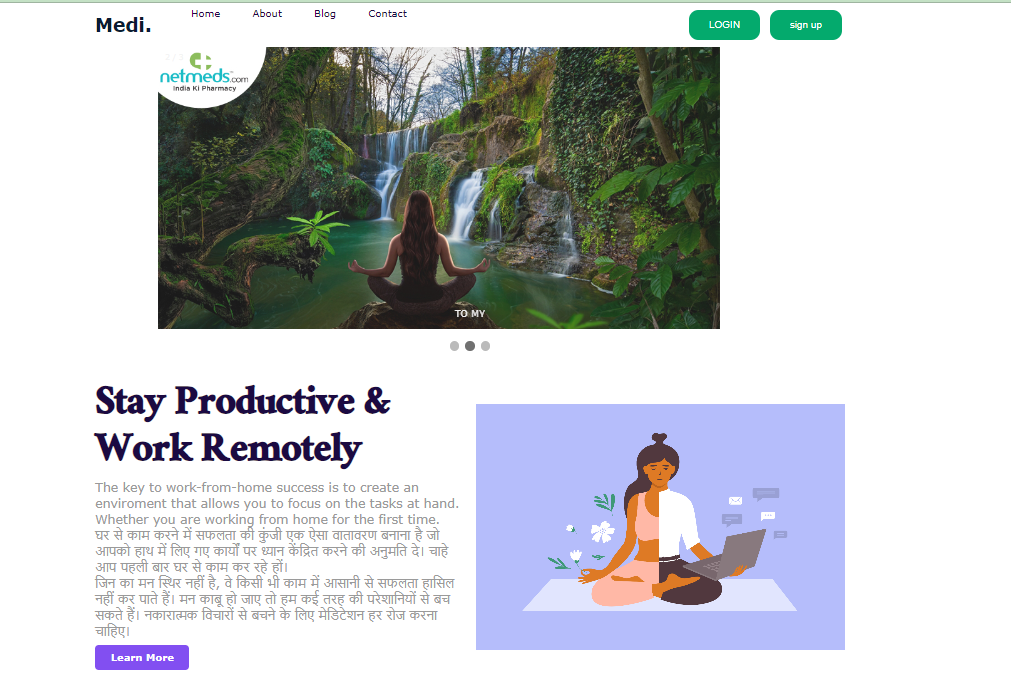 Medi.
Home
About
Blog
Contact
LOGIN
sign up
netmeds.com
India Ki Pharmacy
TO MY
Stay Productive &
Work Remotely
The key to work-from-home success is to create an
enviroment that allows you to focus on the tasks at hand.
Whether you are working from home for the first time.
घर से काम करने में सफलता की कुंजी एक ऐसा वातावरण बनाना है जो
आपको हाथ में लिए गए कार्यों पर ध्यान केंद्रित करने की अनुमति दे। चाहे
आप पहली बार घर से काम कर रहे हों।
जिन का मन स्थिर नहीं है, वे किसी भी काम में आसानी से सफलता हासिल
नहीं कर पाते हैं। मन काबू हो जाए तो हम कई तरह की परेशानियों से बच
सकते हैं। नकारात्मक विचारों से बचने के लिए मेडिटेशन हर रोज करना
चाहिए।
Learn More